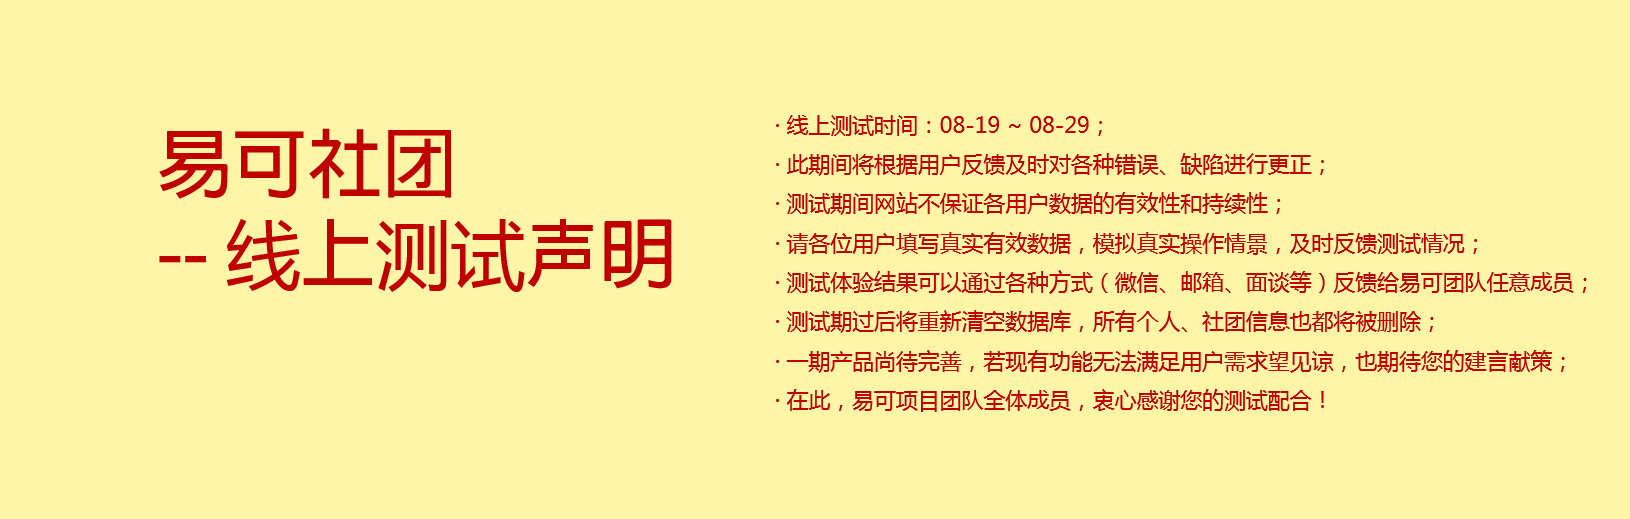 易可社团
-- 线上测试声明
· 线上测试时间：08-19 ~ 08-29；
· 此期间将根据用户反馈及时对各种错误、缺陷进行更正；
· 测试期间网站不保证各用户数据的有效性和持续性；
· 请各位用户填写真实有效数据，模拟真实操作情景，及时反馈测试情况；
· 测试体验结果可以通过各种方式（微信、邮箱、面谈等）反馈给易可团队任意成员；
· 测试期过后将重新清空数据库，所有个人、社团信息也都将被删除；
· 一期产品尚待完善，若现有功能无法满足用户需求望见谅，也期待您的建言献策；
· 在此，易可项目团队全体成员，衷心感谢您的测试配合！